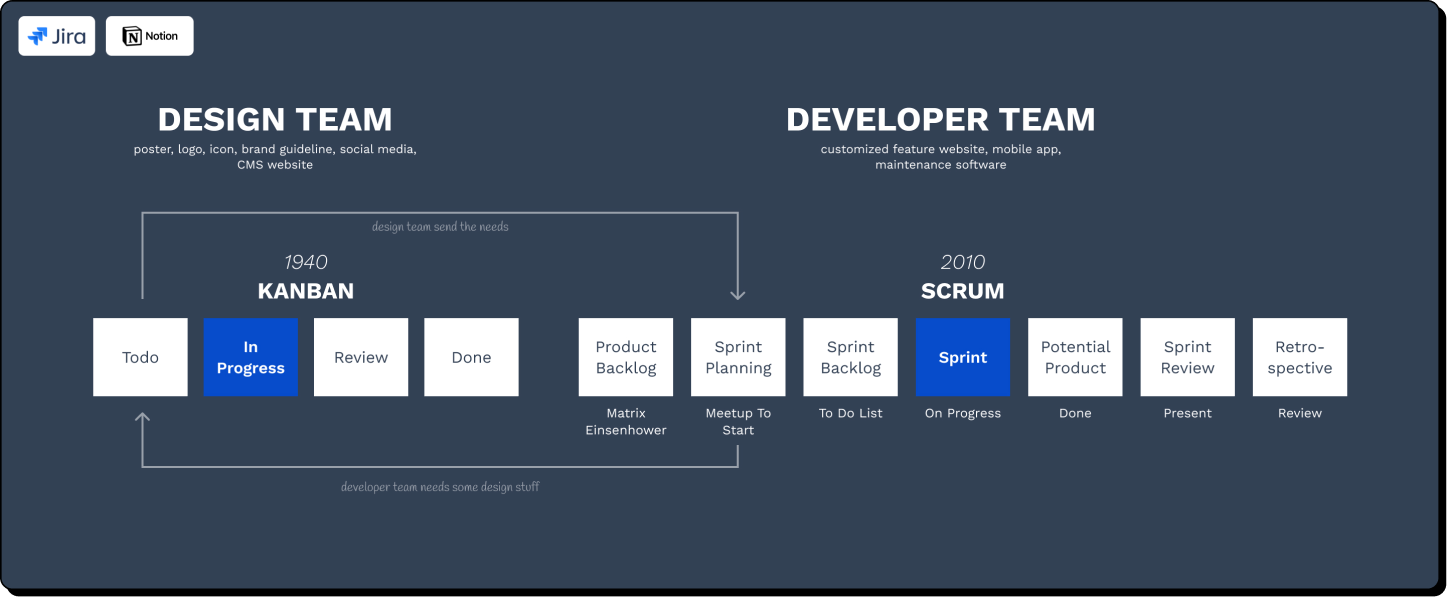 Jira
Notion
DESIGN TEAM
poster, logo, icon, brand guideline, social media,
CMS website
DEVELOPER TEAM
customized feature website, mobile app,
maintenance software
design team send the needs
1940
KANBAN
Todo
In
Progress
Review
Done
2010
SCRUM
Product
Backlog
Matrix
Einsenhower
Sprint
Planning
Meetup To
Start
Sprint
Backlog
To Do List
Sprint
On Progress
Potential
Product
Done
Sprint
Review
Present
Retro-
spective
Review
developer team needs some design stuff